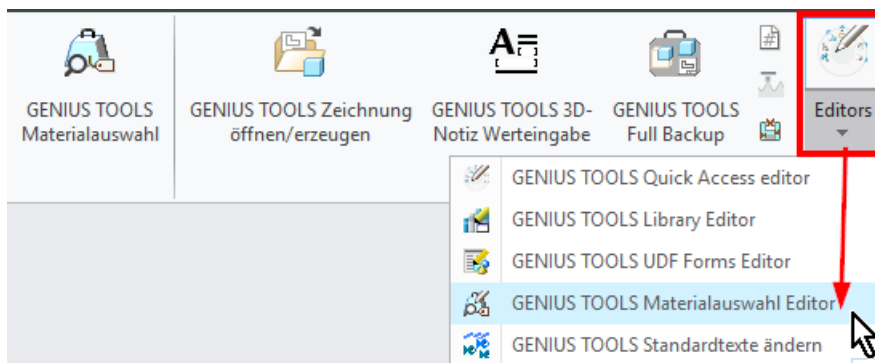 GENIUS TOOLS
Materialauswahl
GENIUS TOOLS Zeichnung
öffnen/erzeugen
GENIUS TOOLS 3D-
Notiz Werteingabe
GENIUS TOOLS
Full Backup
Editors
GENIUS TOOLS Quick Access editor
GENIUS TOOLS Library Editor
GENIUS TOOLS UDF Forms Editor
GENIUS TOOLS Materialauswahl Editor
GENIUS TOOLS Standardtexte ändern